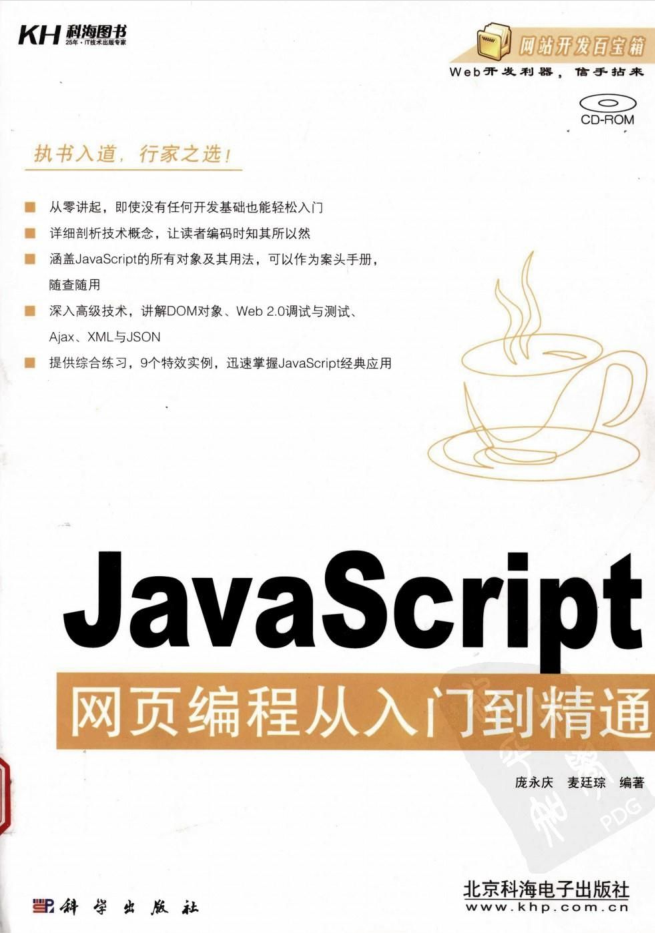 KH 科海图书
25年·IT技术出版专家
网站开发百宝箱
Web开发利器，信手拈来
CD-ROM
执书入道，行家之选！
从零讲起，即使没有任何开发基础也能轻松入门
详细剖析技术概念，让读者编码时知其所以然
涵盖JavaScript的所有对象及其用法，可以作为案头手册，
随查随用
深入高级技术，讲解DOM对象、Web 2.0调试与测试、
Ajax、XML与JSON
提供综合练习，9个特效实例，迅速掌握JavaScript经典应用
JavaScript
网页编程从入门到精通
庞永庆 麦廷琮 编著
PDG
科学出版社
北京科海电子出版社
www.khp.com.cn